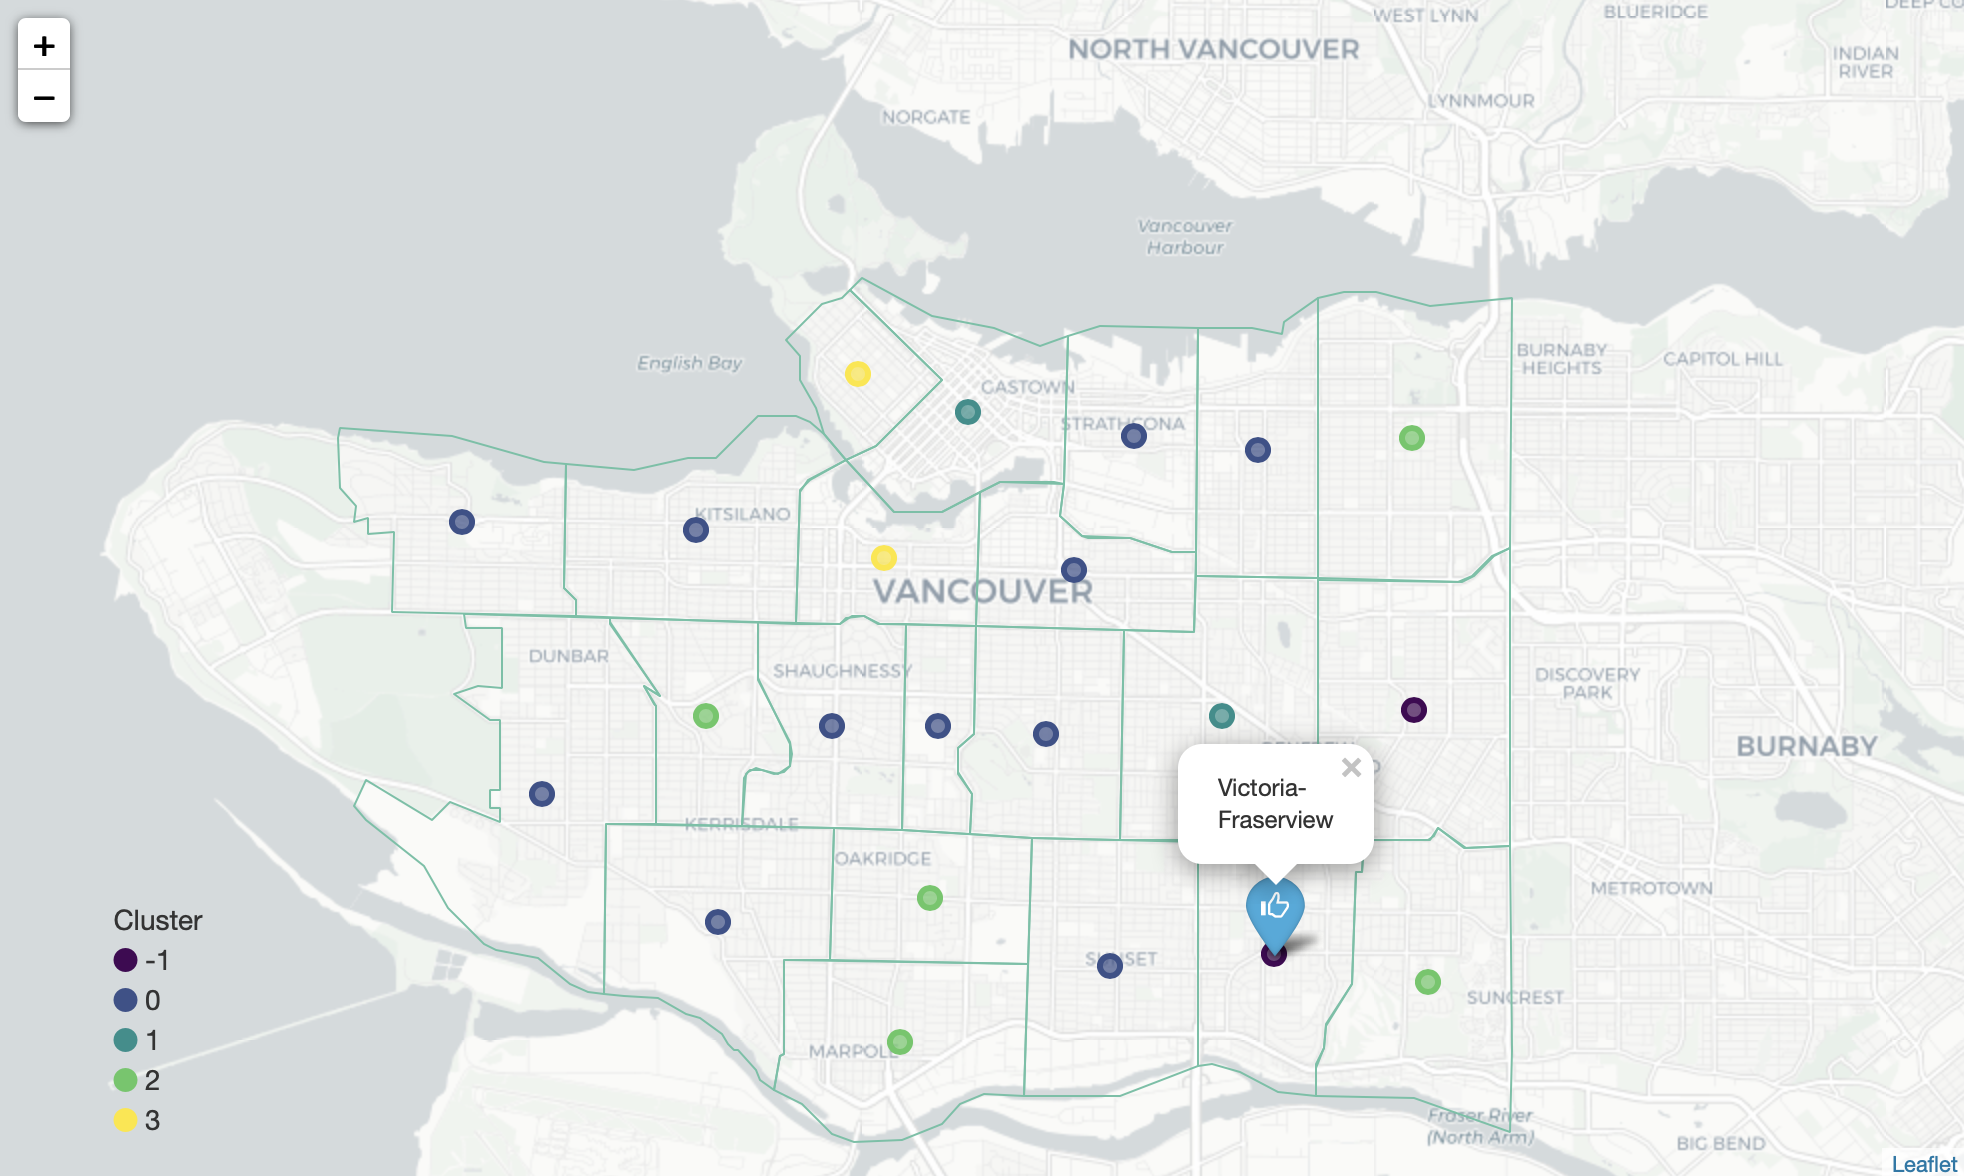 +
−
WEST LYNN
BLUERIDGE
NORTH VANCOUVER
INDIAN
RIVER
LYNNMOUR
NORGATE
Vancouver
Harbour
English Bay
GASTOWN
STRATHCONA
BURNABY
HEIGHTS
CAPITOL HILL
KITSILANO
VANCOUVER
DUNBAR
SHAUGHNESSY
DISCOVERY
PARK
BURNABY
Victoria-
Fraserview
×
KERRISDALE
OAKRIDGE
METROTOWN
SUNSET
SUNCREST
MARPOLE
Fraser River
(North Arm)
BIG BEND
Cluster
-1
0
1
2
3
Leaflet